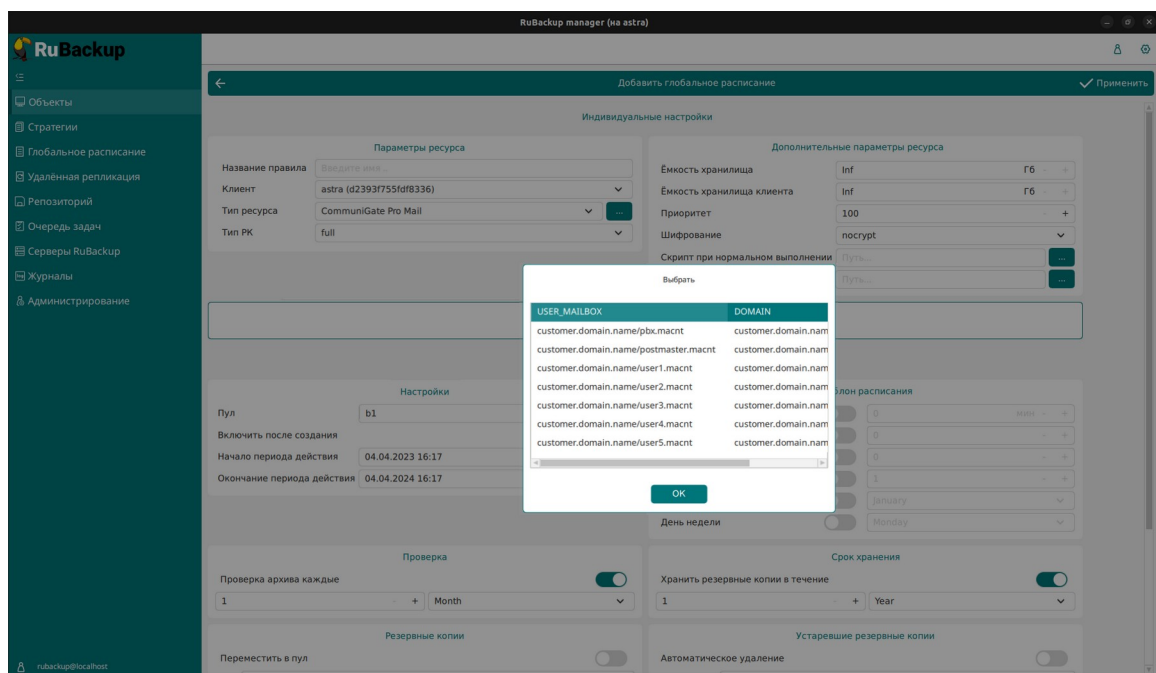 RuBackup manager (на astra)
RuBackup
Объекты
Стратегии
Глобальное расписание
Удалённая репликация
Репозиторий
Очередь задач
Серверы RuBackup
Журналы
Администрирование
rubackup@localhost
Добавить глобальное расписание
Применить
Индивидуальные настройки
Параметры ресурса
Название правила Введите имя...
Клиент astra (d2393f755fdf8336)
Тип ресурса CommuniGate Pro Mail ...
Тип РК full
Дополнительные параметры ресурса
Ёмкость хранилища Inf Гб - +
Ёмкость хранилища клиента Inf Гб - +
Приоритет 100 - +
Шифрование nocrypt
Скрипт при нормальном выполнении Путь... ...
Путь... ...
Выбрать
USER_MAILBOX DOMAIN
customer.domain.name/pbx.macnt customer.domain.nam
customer.domain.name/postmaster.macnt customer.domain.nam
customer.domain.name/user1.macnt customer.domain.nam
customer.domain.name/user2.macnt customer.domain.nam
customer.domain.name/user3.macnt customer.domain.nam
customer.domain.name/user4.macnt customer.domain.nam
customer.domain.name/user5.macnt customer.domain.nam
OK
Настройки
Пул b1
Включить после создания
Начало периода действия 04.04.2023 16:17
Окончание периода действия 04.04.2024 16:17
расписания
0 мин - +
0 - +
0 - +
1 - +
January
День недели Monday
Проверка
Проверка архива каждые
1 - + Month
Срок хранения
Хранить резервные копии в течение
1 - + Year
Резервные копии
Переместить в пул
Устаревшие резервные копии
Автоматическое удаление